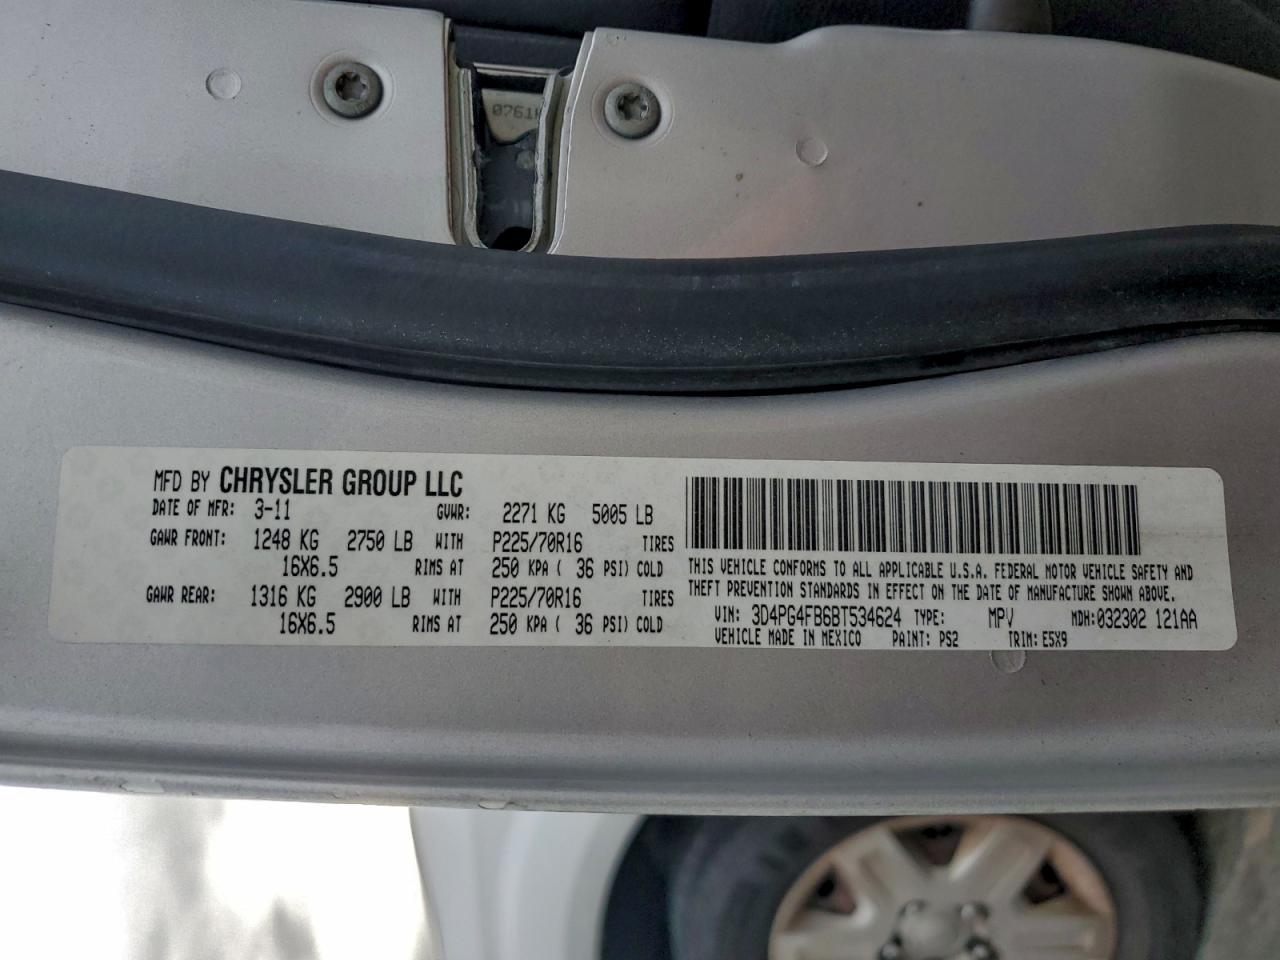 0761
MFD BY CHRYSLER GROUP LLC
DATE OF MFR: 3-11 GVWR: 2271 KG 5005 LB
GAWR FRONT: 1248 KG 2750 LB WITH P225/70R16 TIRES
16X6.5 RIMS AT 250 KPA ( 36 PSI) COLD
GAWR REAR: 1316 KG 2900 LB WITH P225/70R16 TIRES
16X6.5 RIMS AT 250 KPA ( 36 PSI) COLD
THIS VEHICLE CONFORMS TO ALL APPLICABLE U.S.A. FEDERAL MOTOR VEHICLE SAFETY AND
THEFT PREVENTION STANDARDS IN EFFECT ON THE DATE OF MANUFACTURE SHOWN ABOVE.
VIN: 3D4PG4FB6BT534624 TYPE: MPV MDH:032302 121AA
VEHICLE MADE IN MEXICO PAINT: PS2 TRIM: E5X9